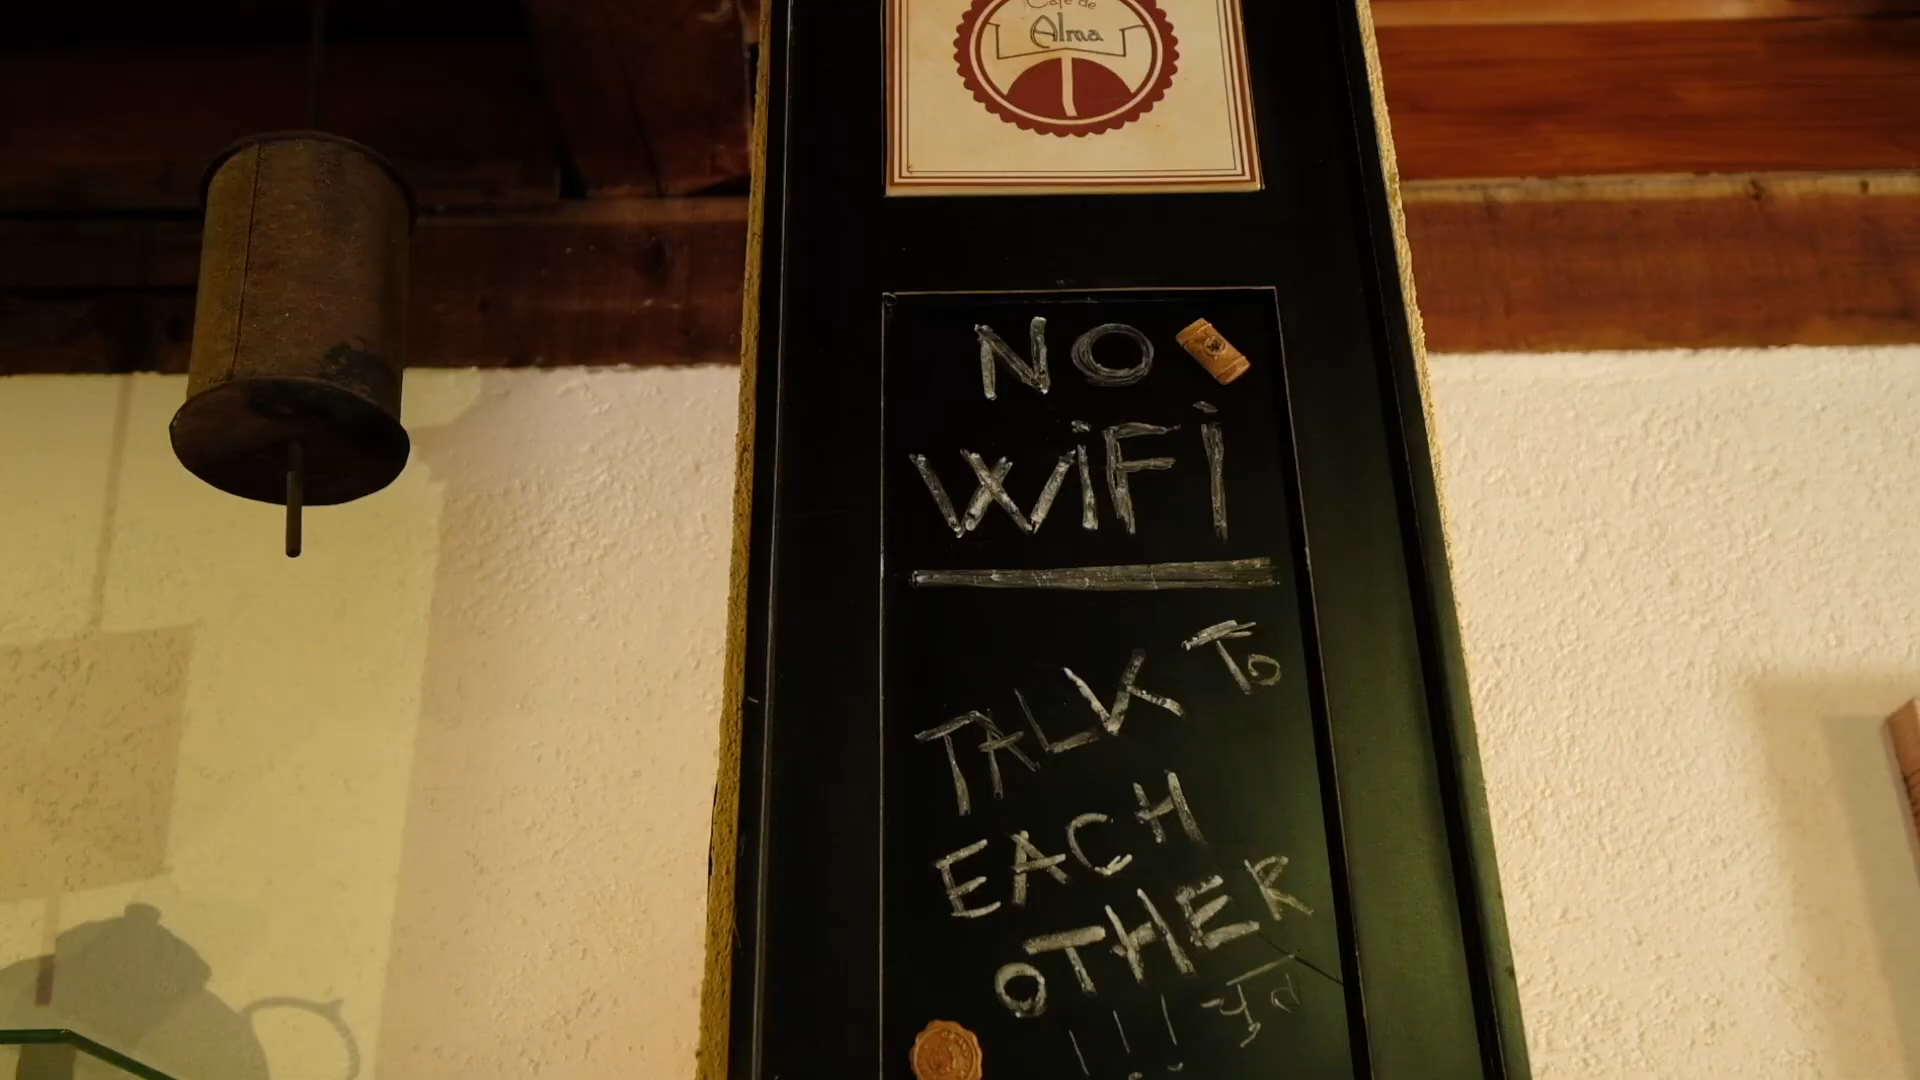 Café de
Alma
NO
WiFi
TALK TO
EACH
OTHER
!!!